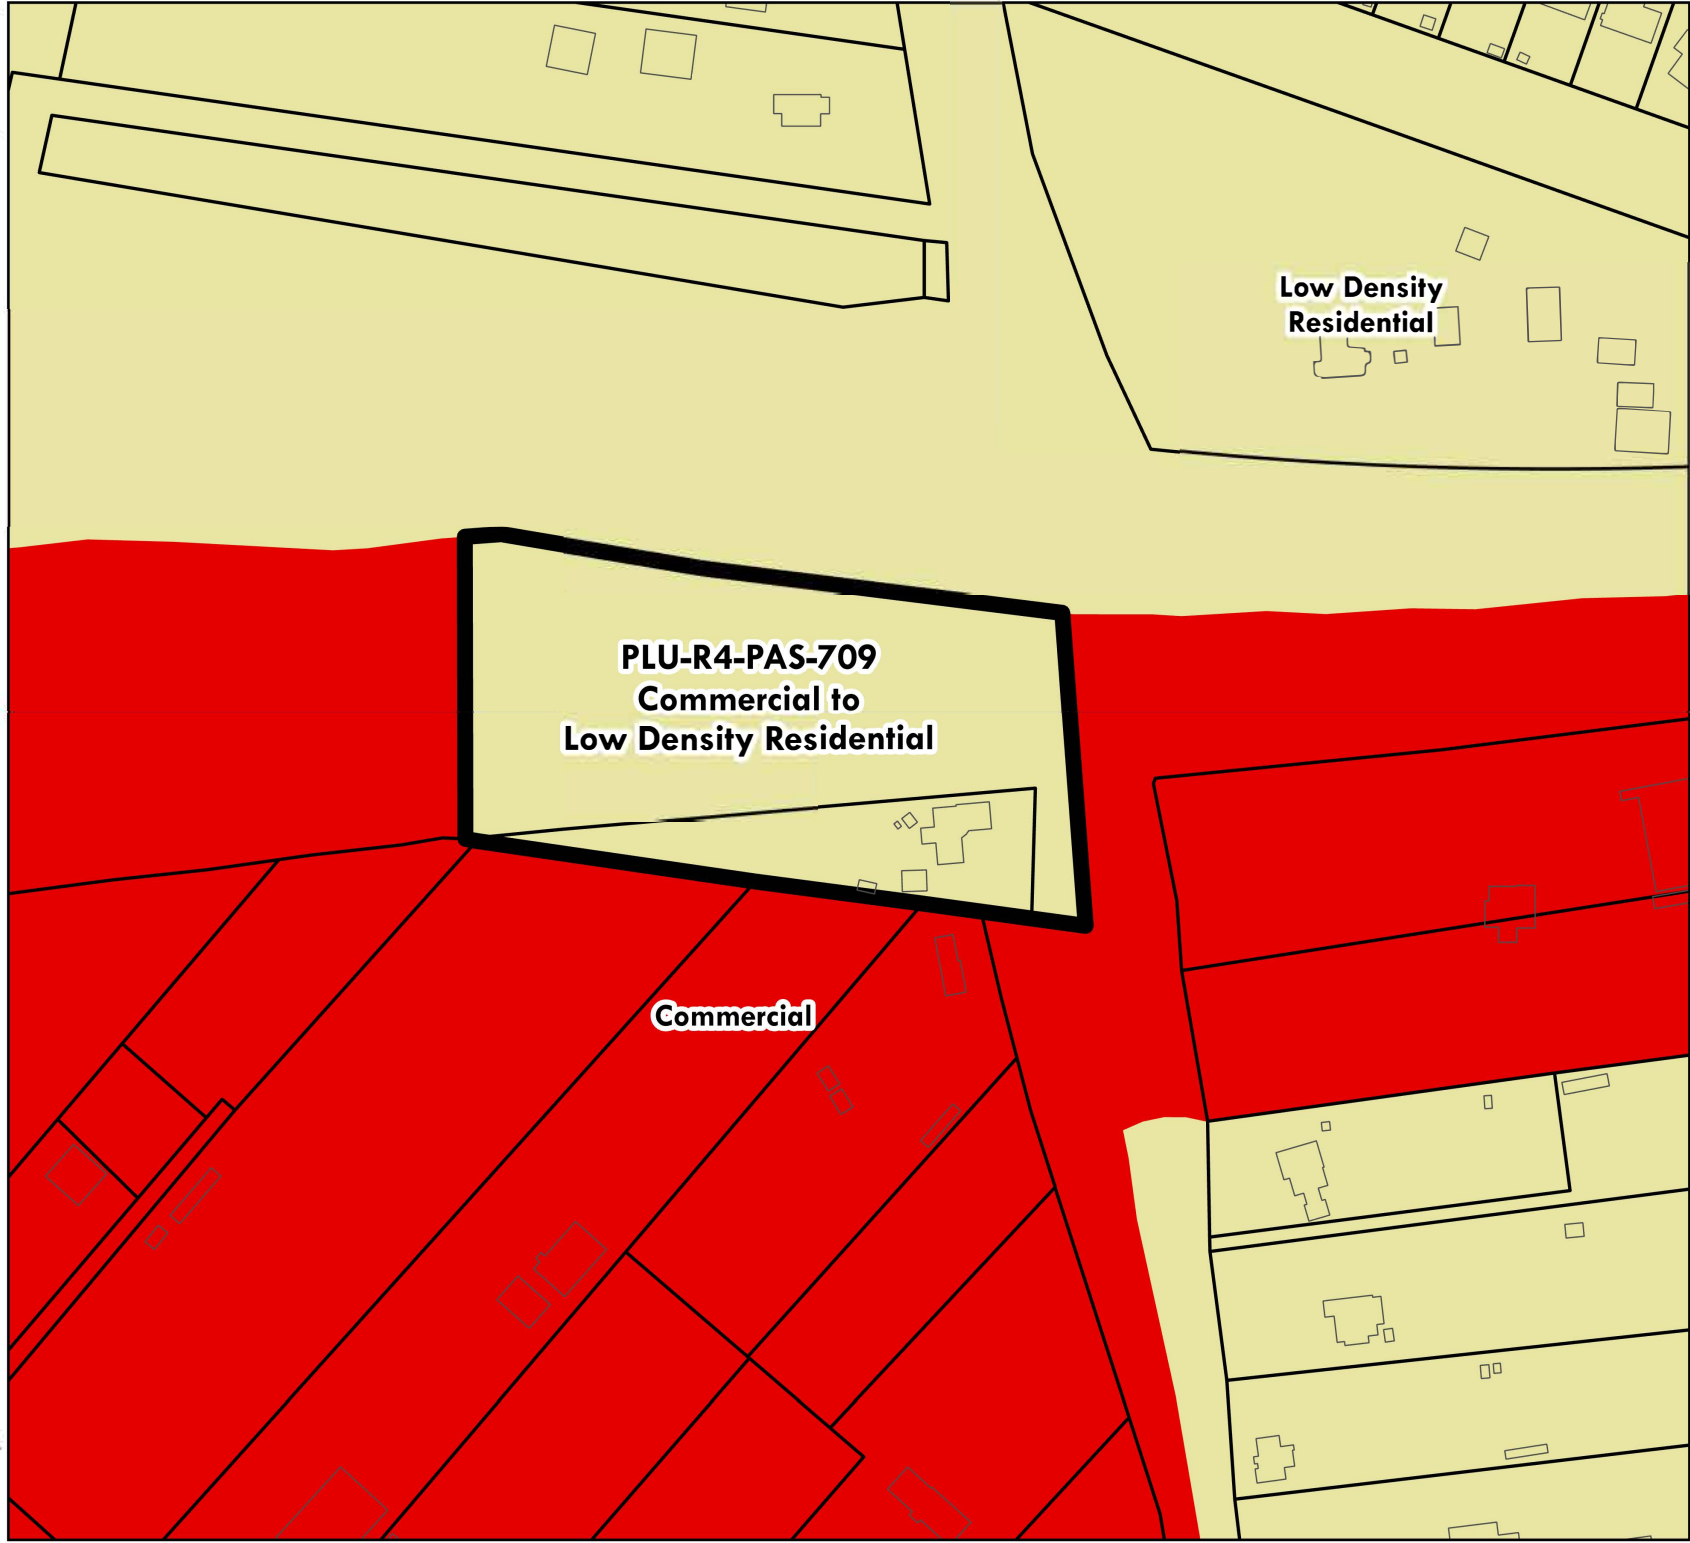 Low Density
Residential
PLU-R4-PAS-709
Commercial to
Low Density Residential
Commercial